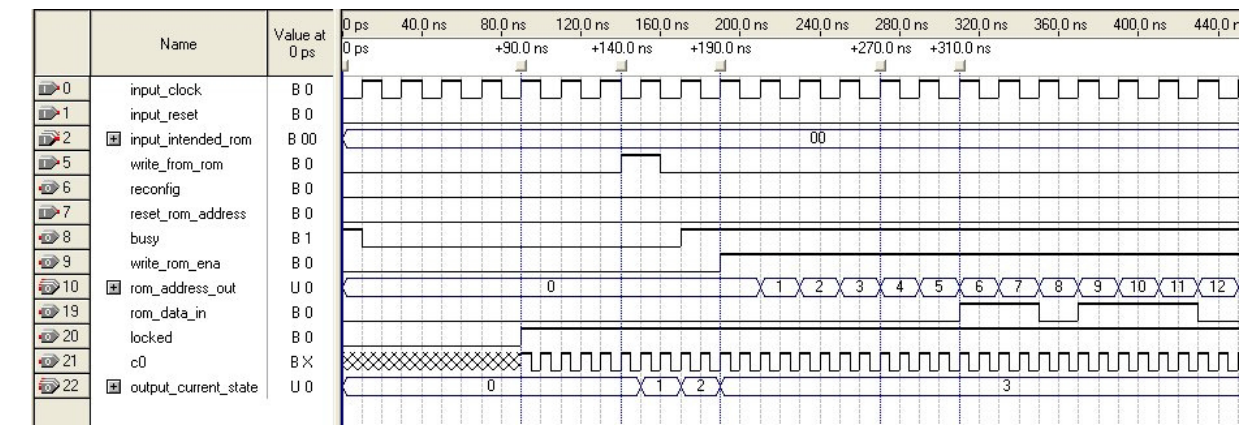 0 ps 40.0 ns 80.0 ns 120.0 ns 160.0 ns 200.0 ns 240.0 ns 280.0 ns 320.0 ns 360.0 ns 400.0 ns 440.0 n
Name Value at 0 ps 0 ps +90.0 ns +140.0 ns +190.0 ns +270.0 ns +310.0 ns
0 input_clock B 0
1 input_reset B 0
2 input_intended_rom B 00 00
5 write_from_rom B 0
6 reconfig B 0
7 reset_rom_address B 0
8 busy B 1
9 write_rom_ena B 0
10 rom_address_out U 0 0 1 2 3 4 5 6 7 8 9 10 11 12
19 rom_data_in B 0
20 locked B 0
21 c0 B X
22 output_current_state U 0 0 1 2 3